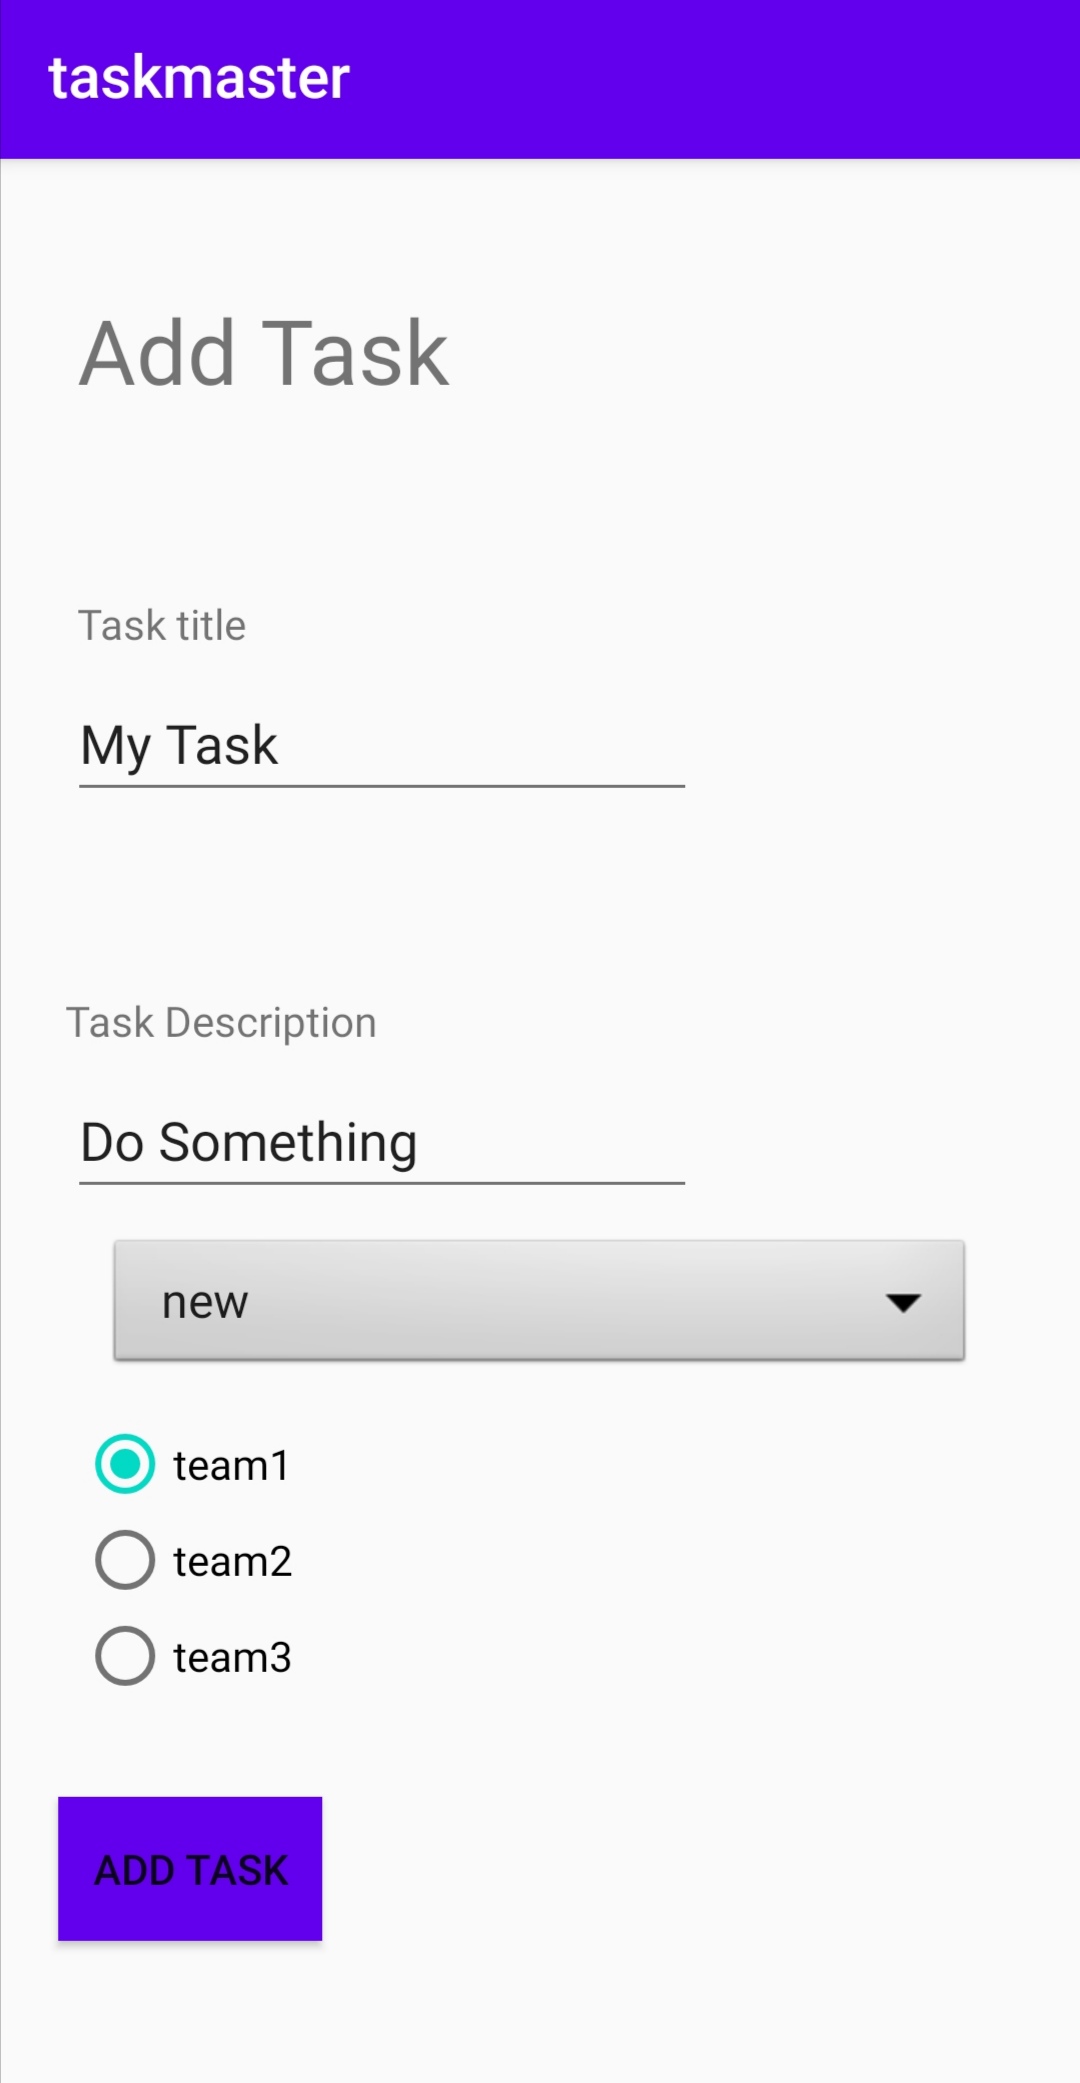 taskmaster
Add Task
Task title
My Task
Task Description
Do Something
new
team1
team2
team3
ADD TASK